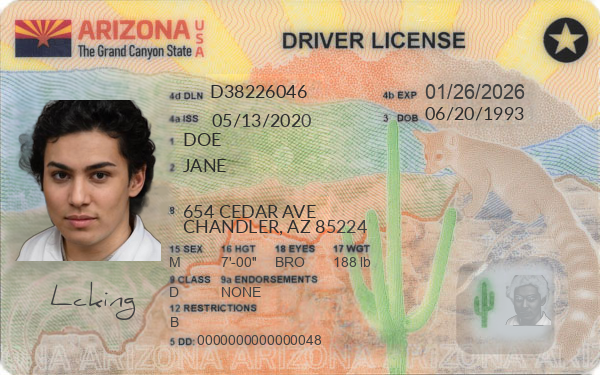 ARIZONA USA
The Grand Canyon State
DRIVER LICENSE
4d DLN D38226046
4b EXP 01/26/2026
4a ISS 05/13/2020
3 DOB 06/20/1993
1 DOE
2 JANE
8 654 CEDAR AVE
CHANDLER, AZ 85224
15 SEX 16 HGT 18 EYES 17 WGT
M 7'-00" BRO 188 lb
9 CLASS 9a ENDORSEMENTS
D NONE
12 RESTRICTIONS
B
5 DD: 0000000000000048
Lcking
ARIZONA ARIZONA ARIZONA ARIZONA